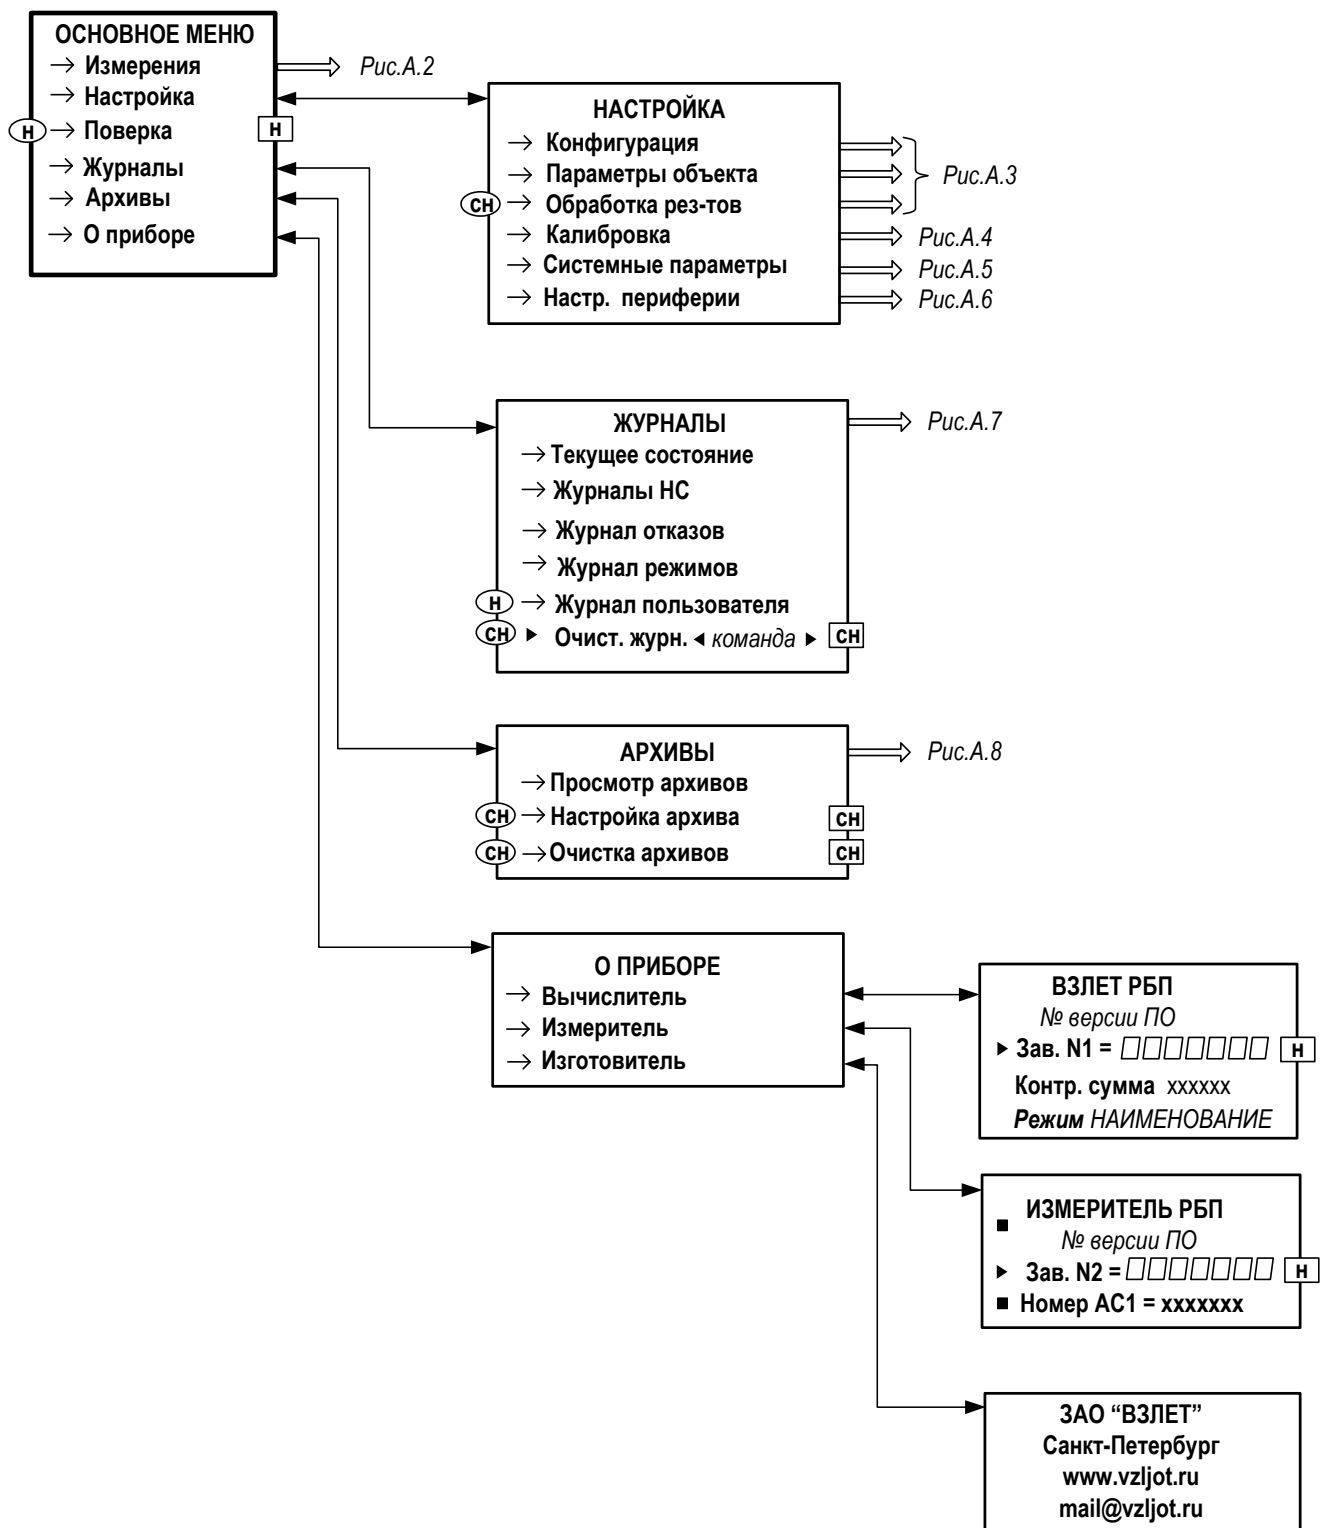 ОСНОВНОЕ МЕНЮ
→ Измерения
Рис.А.2
→ Настройка
Н → Поверка Н
→ Журналы
→ Архивы
→ О приборе
НАСТРОЙКА
→ Конфигурация
→ Параметры объекта
Рис.А.3
СН → Обработка рез-тов
→ Калибровка
Рис.А.4
→ Системные параметры
Рис.А.5
→ Настр. периферии
Рис.А.6
ЖУРНАЛЫ
Рис.А.7
→ Текущее состояние
→ Журналы НС
→ Журнал отказов
→ Журнал режимов
Н → Журнал пользователя
СН ▶ Очист. журн. ◀ команда ▶ СН
АРХИВЫ
Рис.А.8
→ Просмотр архивов
СН → Настройка архива СН
СН → Очистка архивов СН
О ПРИБОРЕ
→ Вычислитель
→ Измеритель
→ Изготовитель
ВЗЛЕТ РБП
№ версии ПО
▶ Зав. N1 = □□□□□□□ Н
Контр. сумма xxxxxx
Режим НАИМЕНОВАНИЕ
ИЗМЕРИТЕЛЬ РБП
■
№ версии ПО
▶ Зав. N2 = □□□□□□□ Н
■ Номер АС1 = xxxxxxx
ЗАО “ВЗЛЕТ”
Санкт-Петербург
www.vzljot.ru
mail@vzljot.ru